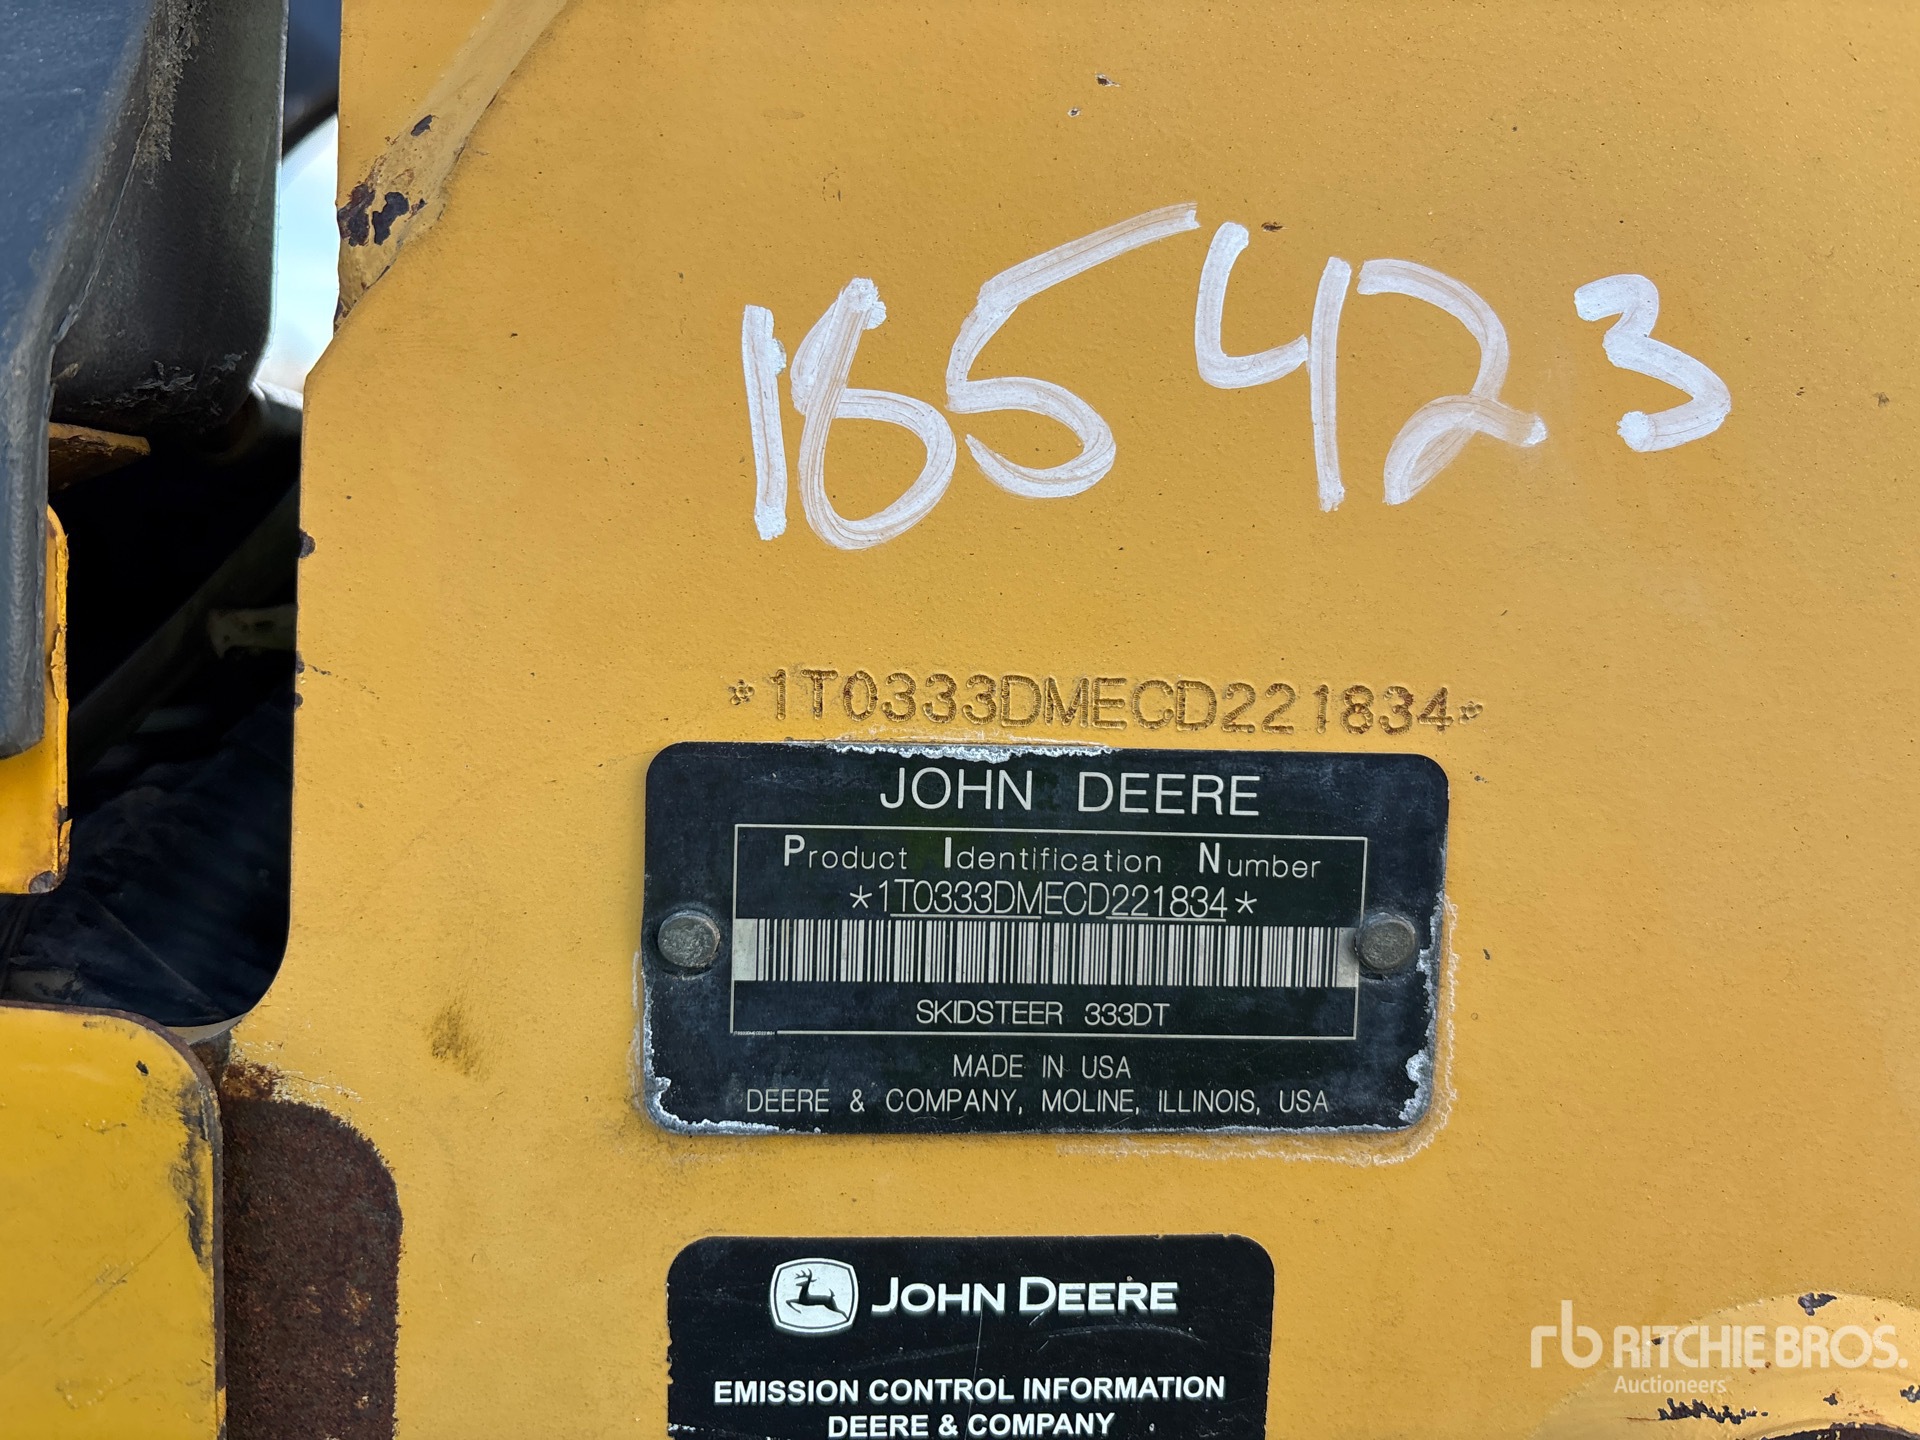 165423
*1T0333DMECD221834*
JOHN DEERE
Product Identification Number
*1T0333DMECD221834*
SKIDSTEER 333DT
MADE IN USA
DEERE & COMPANY, MOLINE, ILLINOIS, USA
JOHN DEERE
EMISSION CONTROL INFORMATION
DEERE & COMPANY
rb RITCHIE BROS.
Auctioneers